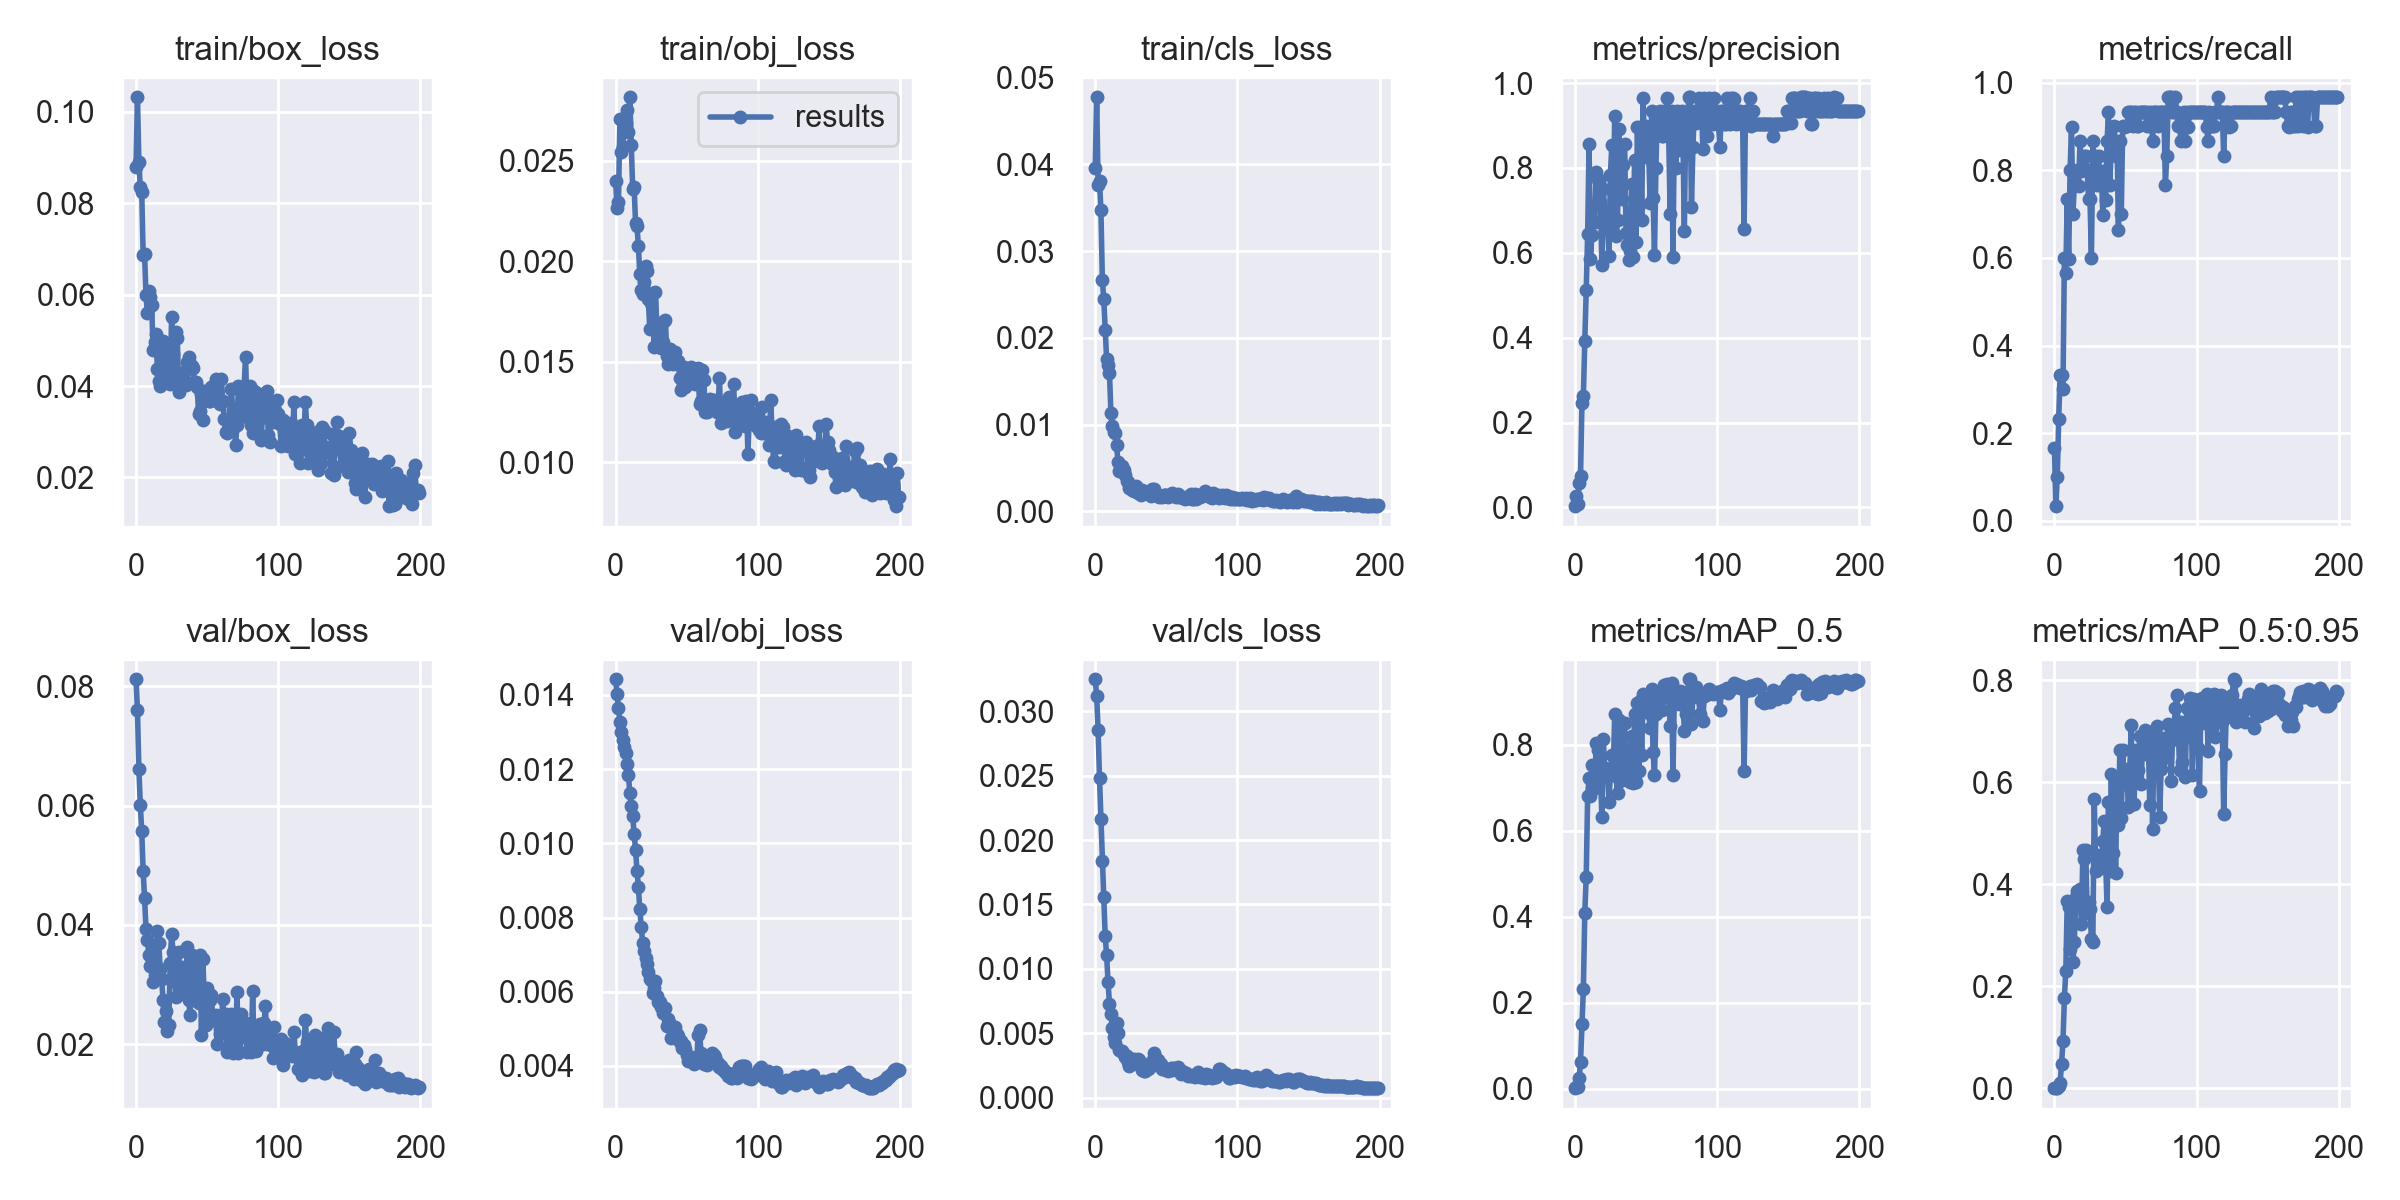 train/box_loss
0.10
0.08
0.06
0.04
0.02
0 100 200
train/obj_loss
results
0.025
0.020
0.015
0.010
0 100 200
train/cls_loss
0.05
0.04
0.03
0.02
0.01
0.00
0 100 200
metrics/precision
1.0
0.8
0.6
0.4
0.2
0.0
0 100 200
metrics/recall
1.0
0.8
0.6
0.4
0.2
0.0
0 100 200
val/box_loss
0.08
0.06
0.04
0.02
0 100 200
val/obj_loss
0.014
0.012
0.010
0.008
0.006
0.004
0 100 200
val/cls_loss
0.030
0.025
0.020
0.015
0.010
0.005
0.000
0 100 200
metrics/mAP_0.5
0.8
0.6
0.4
0.2
0.0
0 100 200
metrics/mAP_0.5:0.95
0.8
0.6
0.4
0.2
0.0
0 100 200